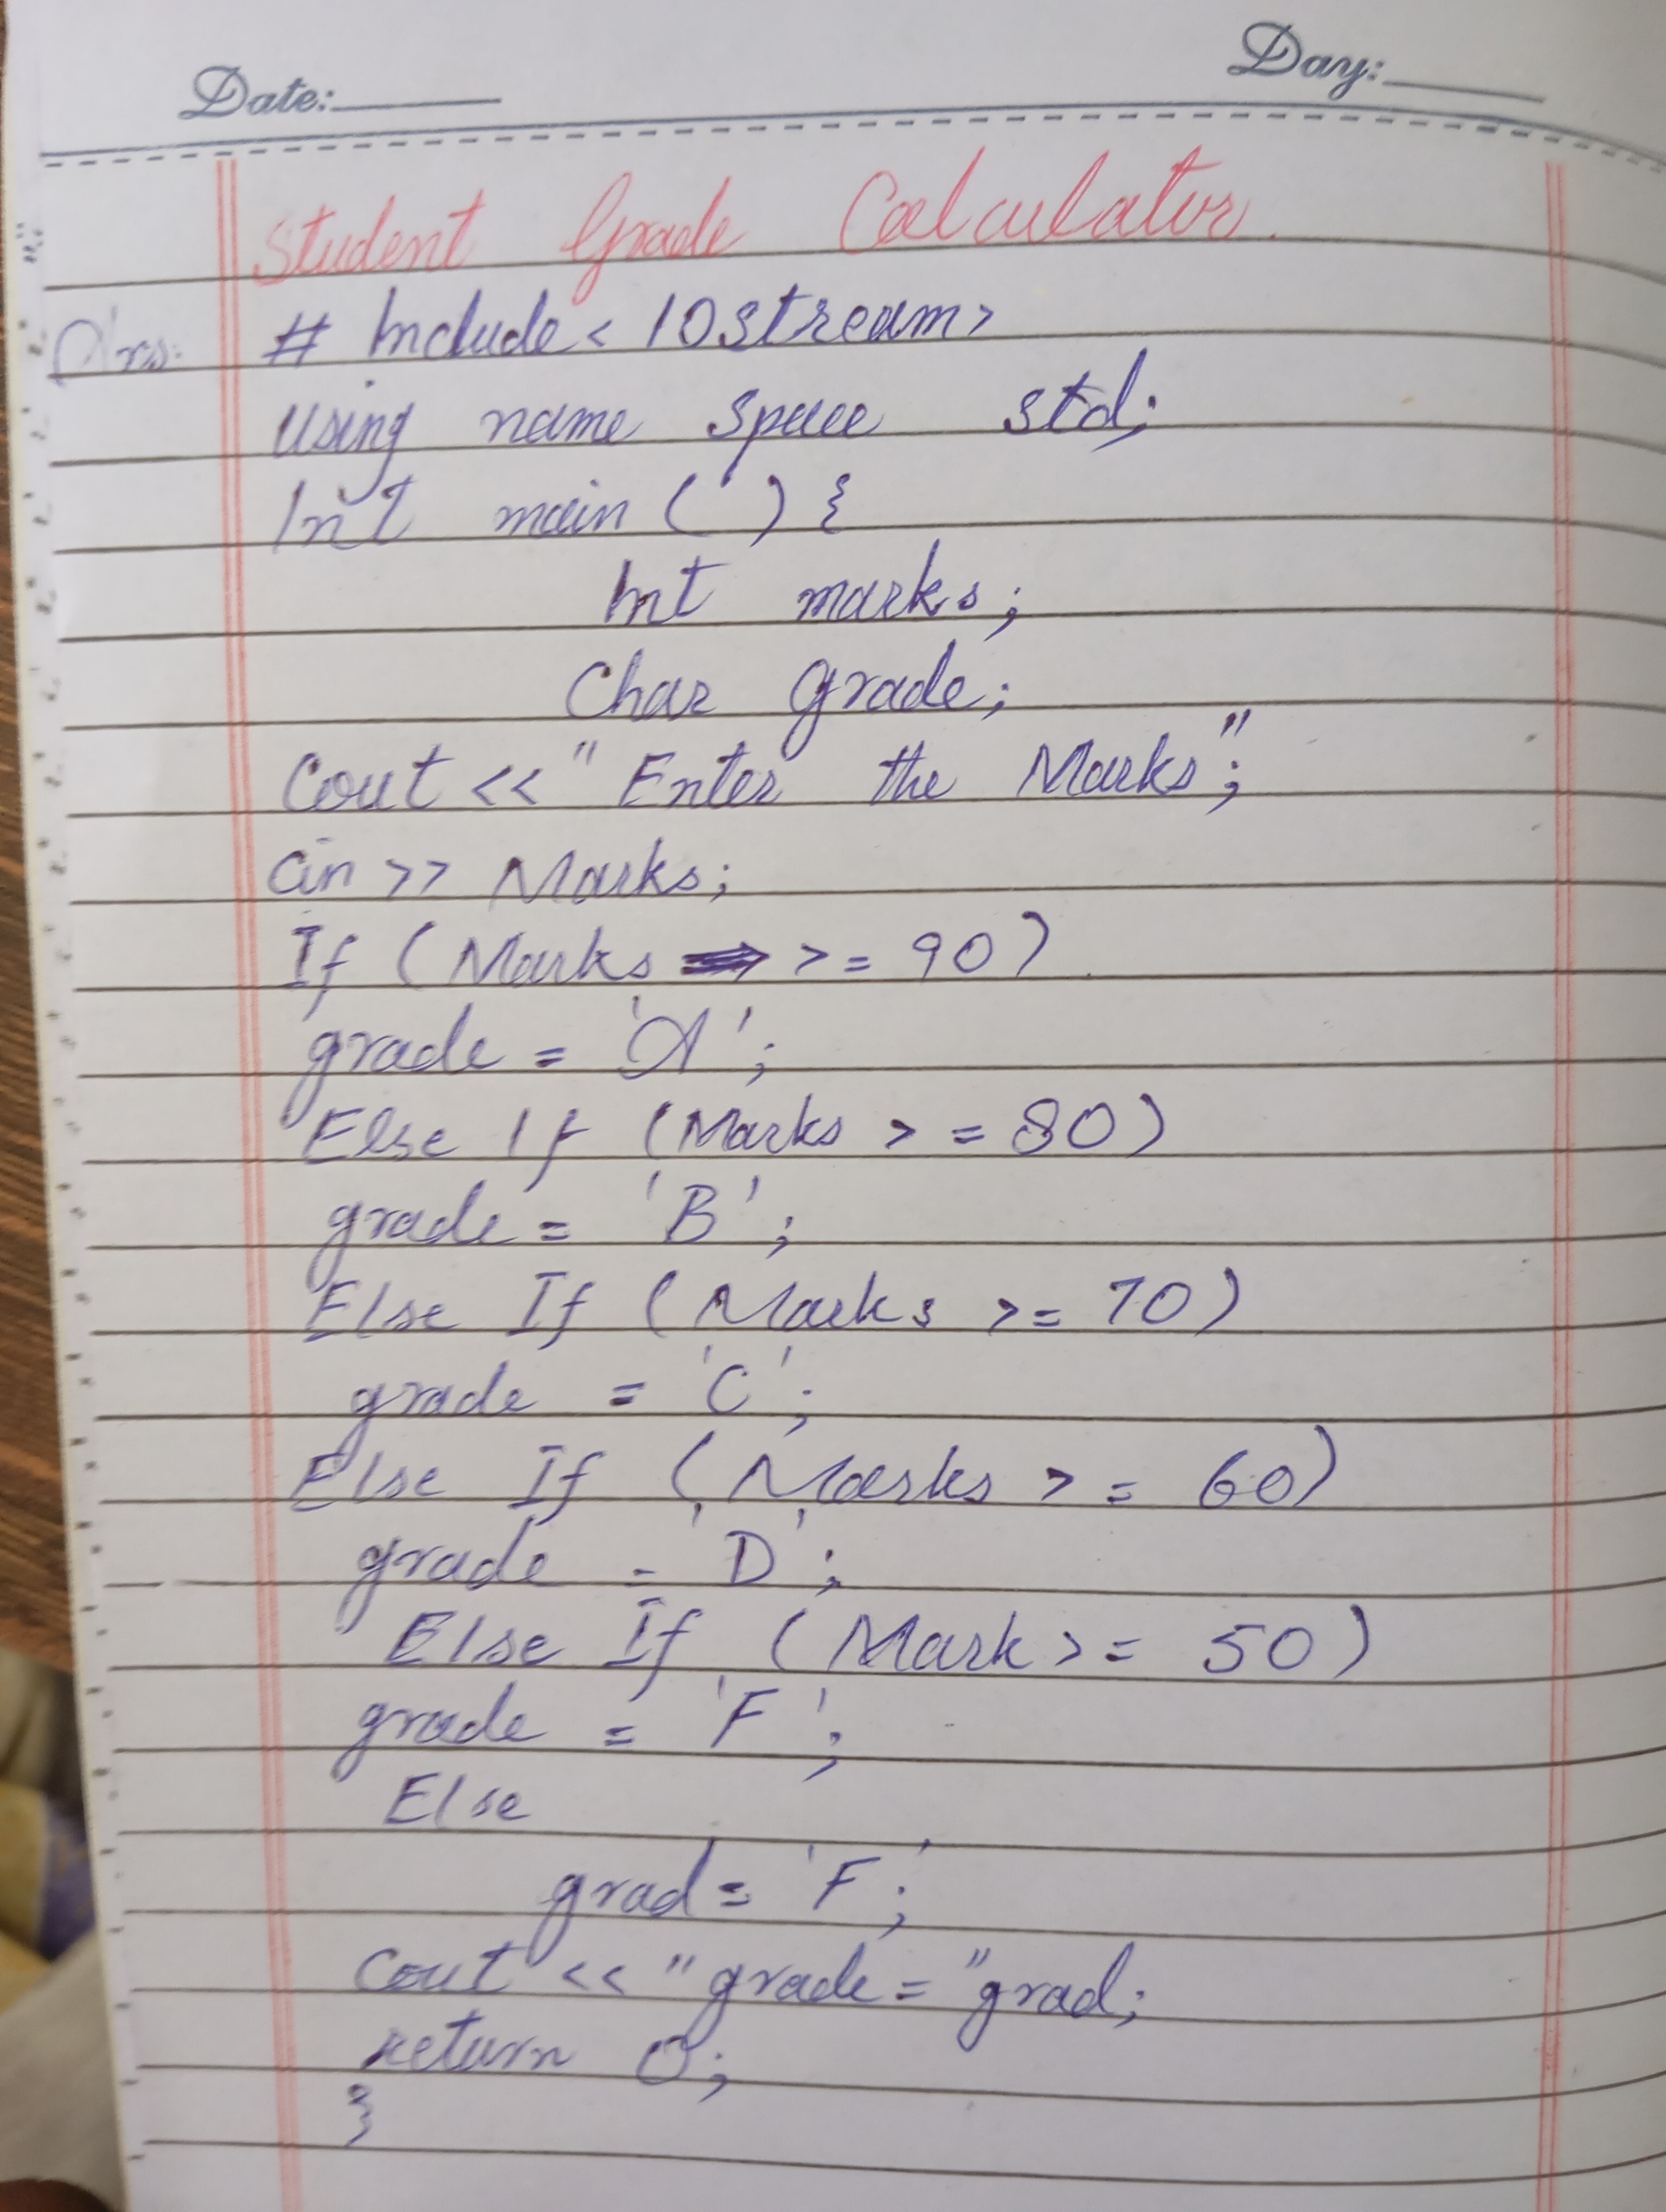 Date:
Day:
Student Grade Calculator.
Ans:
# Include < IOstream>
Using name space std;
Int main ( ) {
Int marks;
Char grade;
Cout << "Enter the Marks";
Cin >> Marks;
If (Marks >= 90)
grade = 'A';
Else If (Marks >= 80)
grade = 'B';
Else If (Marks >= 70)
grade = 'C';
Else If (Marks >= 60)
grade = 'D';
Else If (Mark >= 50)
grade = 'F';
Else
grad = 'F';
Cout << "grade = "grad;
return 0;
}